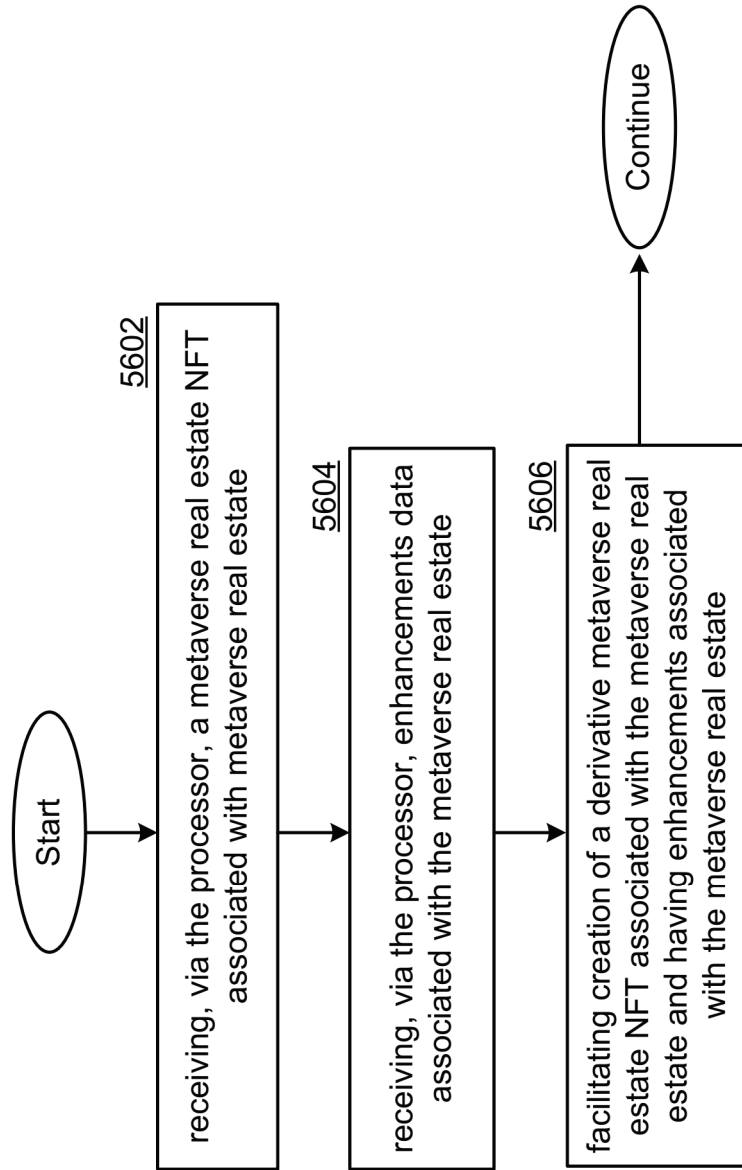 Start
5602
receiving, via the processor, a metaverse real estate NFT
associated with metaverse real estate
5604
receiving, via the processor, enhancements data
associated with the metaverse real estate
5606
facilitating creation of a derivative metaverse real
estate NFT associated with the metaverse real
estate and having enhancements associated
with the metaverse real estate
Continue